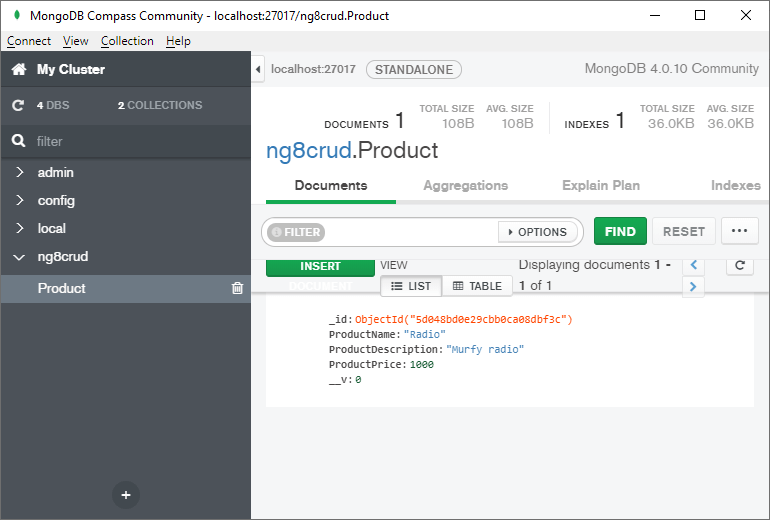 MongoDB Compass Community - localhost:27017/ng8crud.Product
Connect View Collection Help
My Cluster
4 DBS 2 COLLECTIONS
filter
admin
config
local
ng8crud
Product
localhost:27017 STANDALONE MongoDB 4.0.10 Community
DOCUMENTS 1 TOTAL SIZE 108B AVG. SIZE 108B INDEXES 1 TOTAL SIZE 36.0KB AVG. SIZE 36.0KB
ng8crud.Product
Documents Aggregations Explain Plan Indexes
FILTER OPTIONS FIND RESET ...
INSERT DOCUMENT VIEW LIST TABLE
Displaying documents 1 -
1 of 1
_id:ObjectId("5d048bd0e29cbb0ca08dbf3c")
ProductName:"Radio"
ProductDescription:"Murfy radio"
ProductPrice:1000
__v:0